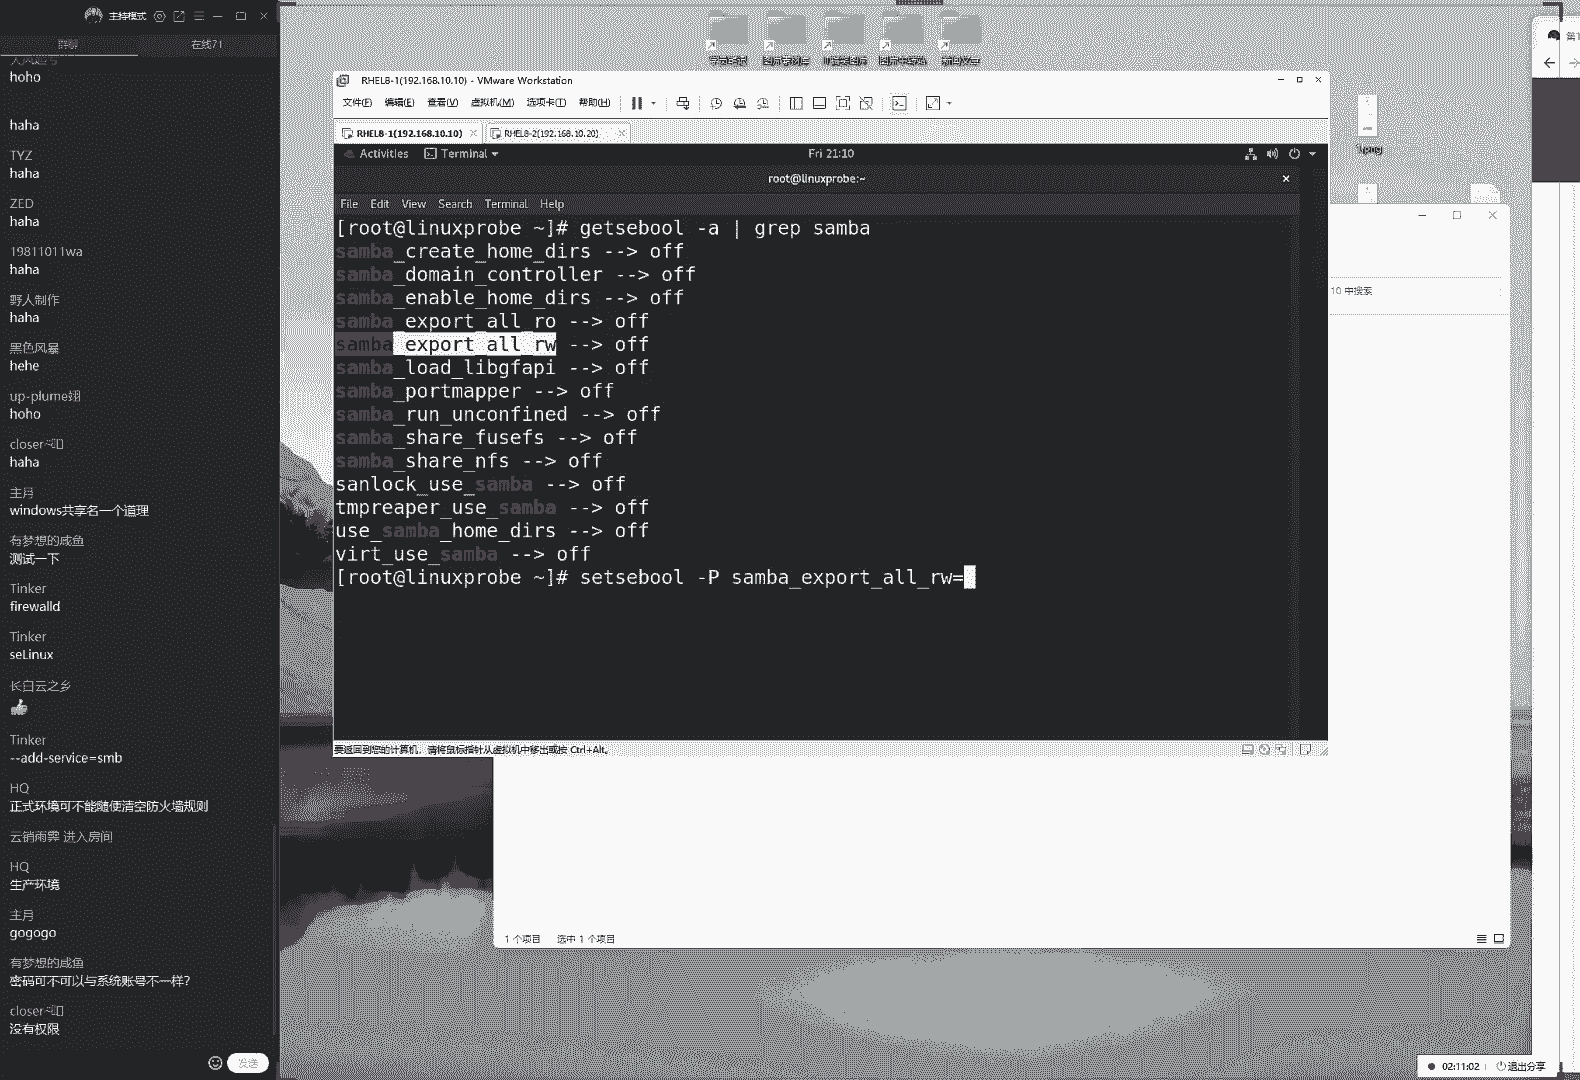 主持模式
群聊
在线71
hoho
haha
TYZ
haha
ZED
haha
19811011wa
haha
野人制作
haha
黑色风暴
hehe
up-plume翊
hoho
closer
haha
主月
windows共享名一个道理
有梦想的咸鱼
测试一下
Tinker
firewalld
Tinker
seLinux
长白云之乡
Tinker
--add-service=smb
HQ
正式环境可不能随便清空防火墙规则
云销雨霁 进入房间
HQ
生产环境
主月
gogogo
有梦想的咸鱼
密码可不可以与系统账号不一样?
closer
没有权限
发送
RHEL8-1(192.168.10.10) - VMware Workstation
文件(F) 编辑(E) 查看(V) 虚拟机(M) 选项卡(T) 帮助(H)
RHEL8-1(192.168.10.10)
RHEL8-2(192.168.10.20)
Activities Terminal
Fri 21:10
root@linuxprobe:~
File Edit View Search Terminal Help
[root@linuxprobe ~]# getsebool -a | grep samba
samba_create_home_dirs --> off
samba_domain_controller --> off
samba_enable_home_dirs --> off
samba_export_all_ro --> off
samba_export_all_rw --> off
samba_load_libgfapi --> off
samba_portmapper --> off
samba_run_unconfined --> off
samba_share_fusefs --> off
samba_share_nfs --> off
sanlock_use_samba --> off
tmpreaper_use_samba --> off
use_samba_home_dirs --> off
virt_use_samba --> off
[root@linuxprobe ~]# setsebool -P samba_export_all_rw=
要返回到您的计算机，请将鼠标指针从虚拟机中移出或按 Ctrl+Alt。
1.png
10 中搜索
1 个项目 选中 1 个项目
02:11:02
退出分享